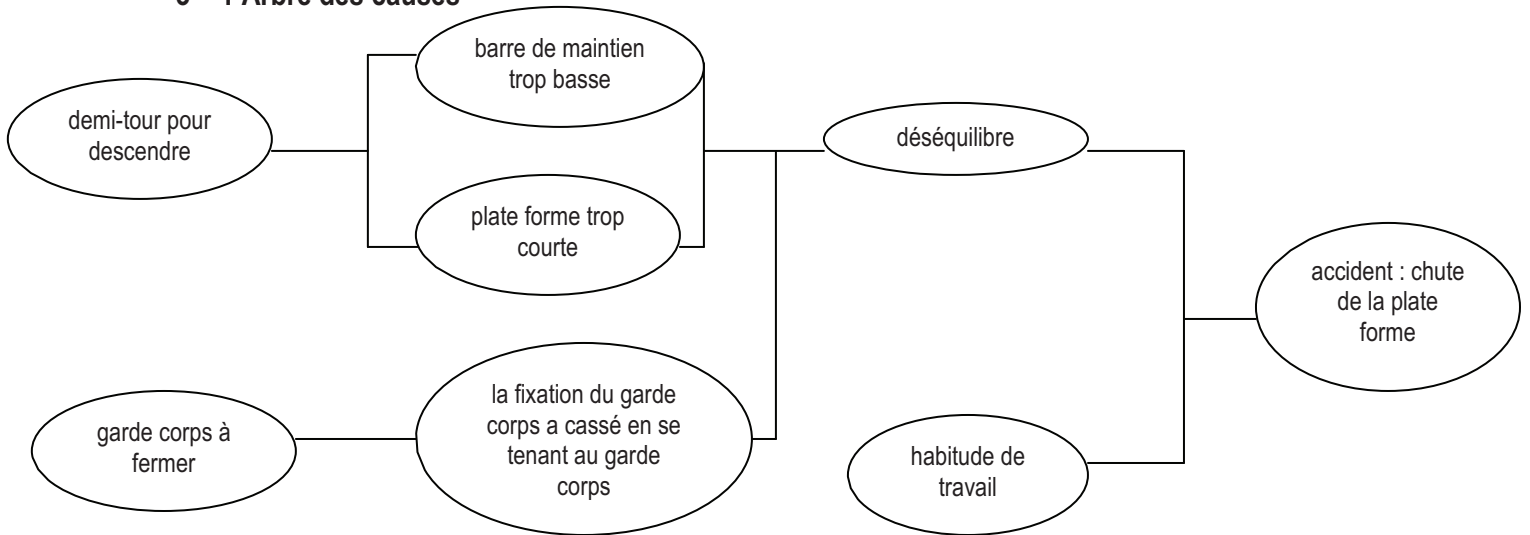 l'Arbre des causes
barre de maintien
trop basse
demi-tour pour
descendre
déséquilibre
plate forme trop
courte
accident : chute
de la plate
forme
la fixation du garde
corps a cassé en se
tenant au garde
corps
garde corps à
fermer
habitude de
travail